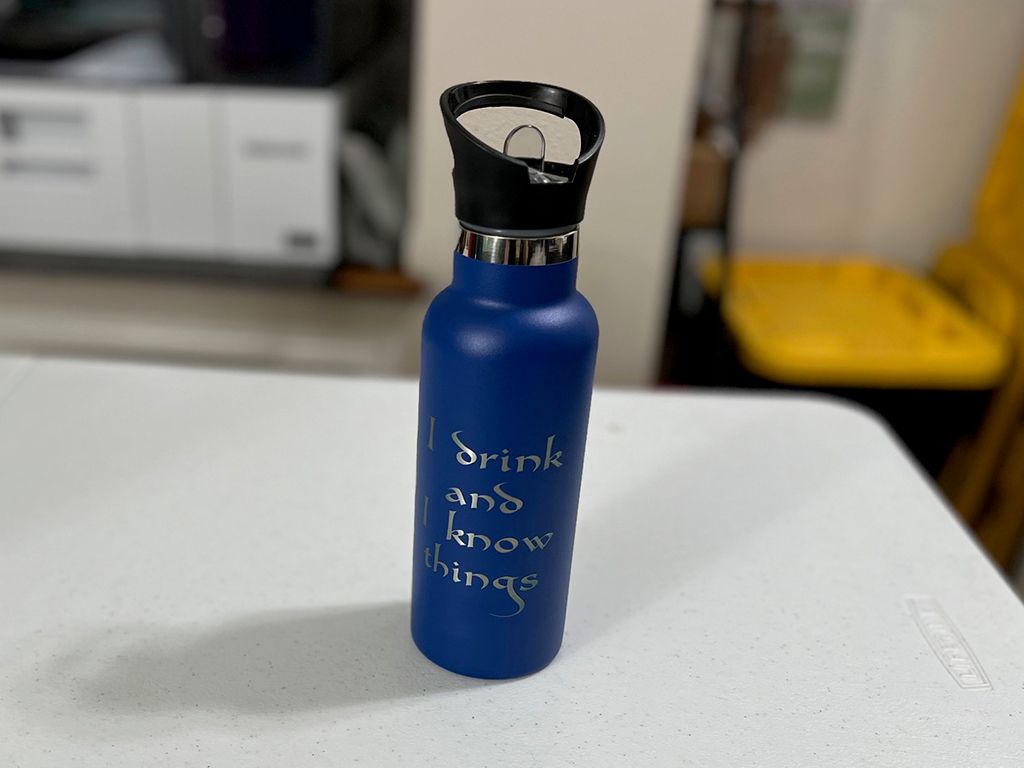 I drink
and
I know
things